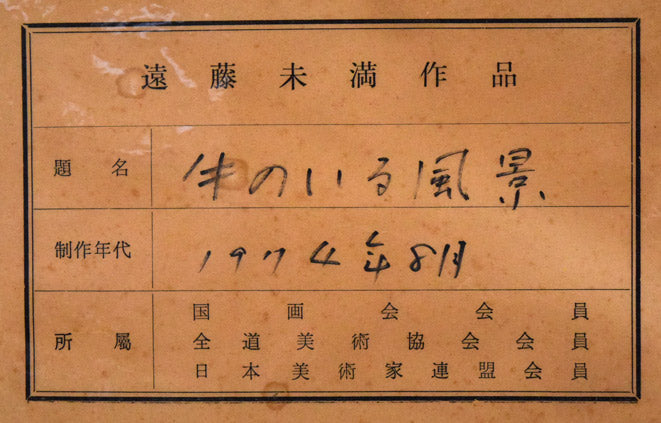 遠藤未満作品
題名 牛のいる風景
制作年代 1974年8月
所屬 国画会会員
全道美術協会会員
日本美術家連盟会員